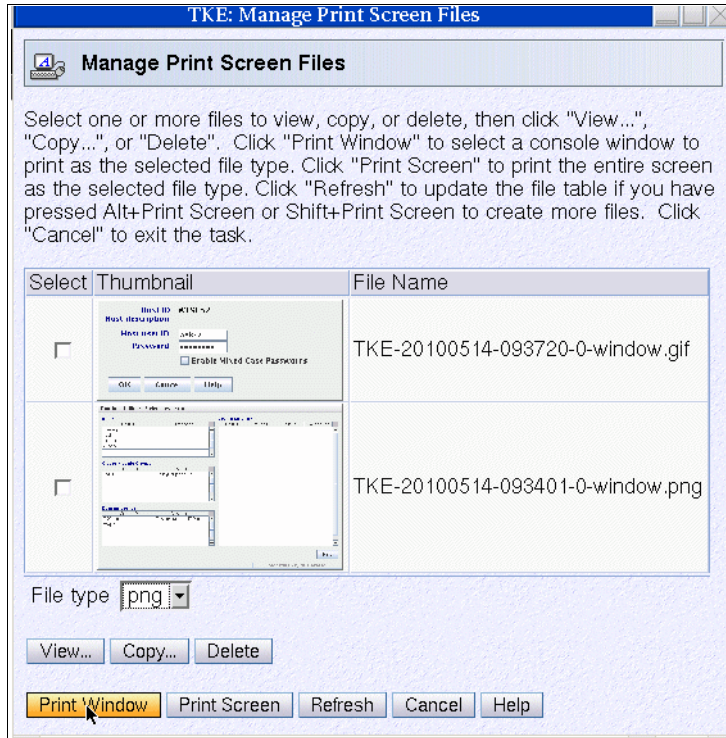 TKE: Manage Print Screen Files
Manage Print Screen Files
Select one or more files to view, copy, or delete, then click "View...",
"Copy...", or "Delete".  Click "Print Window" to select a console window to
print as the selected file type. Click "Print Screen" to print the entire screen
as the selected file type. Click "Refresh" to update the file table if you have
pressed Alt+Print Screen or Shift+Print Screen to create more files.  Click
"Cancel" to exit the task.
Select Thumbnail File Name
Host ID
Host description
Host user ID
Password
Enable Mixed Case Passwords
OK Cancel Help
TKE-20100514-093720-0-window.gif
TKE-20100514-093401-0-window.png
File type png
View... Copy... Delete
Print Window Print Screen Refresh Cancel Help